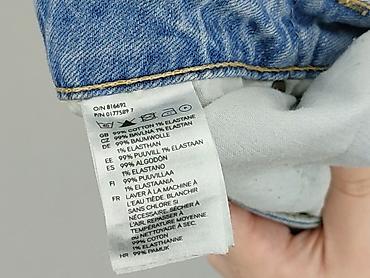 O/N 816692
P/N 0177589 7
GB 99% COTTON 1% ELASTANE
CZ 99% BAVLNA 1% ELASTAN
DE 99% BAUMWOLLE
1% ELASTHAN
EE 99% PUUVILL 1% ELASTAAN
ES 99% ALGODÓN
1% ELASTANO
FI 99% PUUVILLAA
1% ELASTAANIA
FR LAVER À LA MACHINE À
L'EAU TIÈDE. BLANCHIR
SANS CHLORE SI
NÉCESSAIRE. SÉCHER À
L'AIR. REPASSER À
TEMPÉRATURE MOYENNE
OU NETTOYAGE À SEC.
99% COTON
1% ELASTHANNE
HR 99% PAMUK